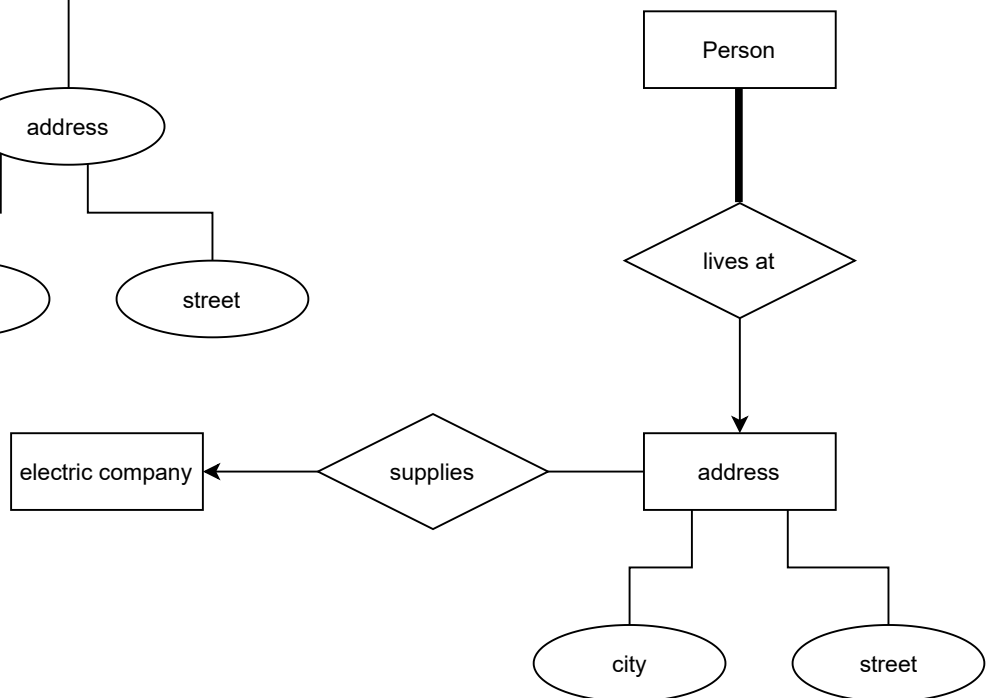 Person
address
lives at
street
electric company
supplies
address
city
street